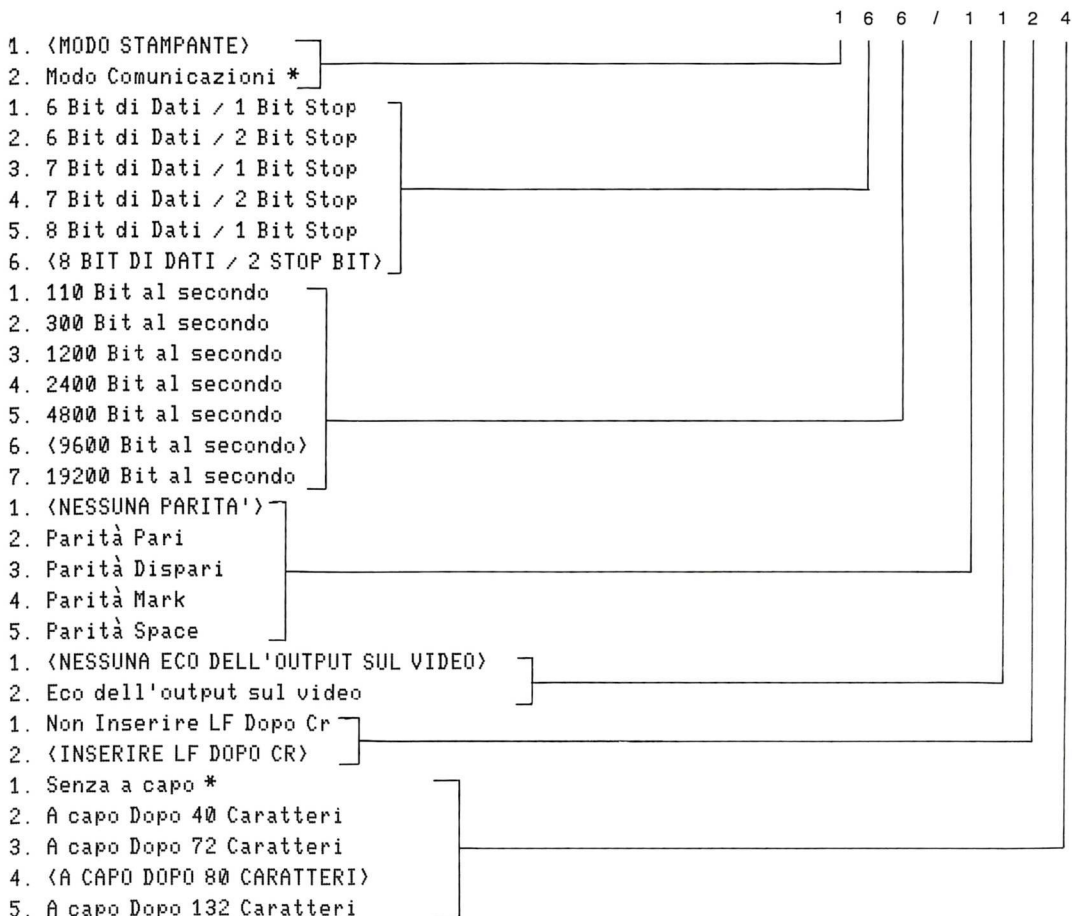 1 6 6 / 1 1 2 4
1. <MODO STAMPANTE>
2. Modo Comunicazioni *
1. 6 Bit di Dati / 1 Bit Stop
2. 6 Bit di Dati / 2 Bit Stop
3. 7 Bit di Dati / 1 Bit Stop
4. 7 Bit di Dati / 2 Bit Stop
5. 8 Bit di Dati / 1 Bit Stop
6. <8 BIT DI DATI / 2 STOP BIT>
1. 110 Bit al secondo
2. 300 Bit al secondo
3. 1200 Bit al secondo
4. 2400 Bit al secondo
5. 4800 Bit al secondo
6. <9600 Bit al secondo>
7. 19200 Bit al secondo
1. <NESSUNA PARITA'>
2. Parità Pari
3. Parità Dispari
4. Parità Mark
5. Parità Space
1. <NESSUNA ECO DELL'OUTPUT SUL VIDEO>
2. Eco dell'output sul video
1. Non Inserire LF Dopo Cr
2. <INSERIRE LF DOPO CR>
1. Senza a capo *
2. A capo Dopo 40 Caratteri
3. A capo Dopo 72 Caratteri
4. <A CAPO DOPO 80 CARATTERI>
5. A capo Dopo 132 Caratteri